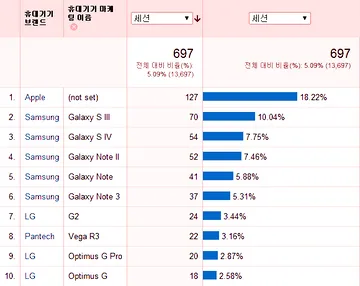 휴대기기 브랜드
휴대기기 마케팅 이름
세션
세션
697
전체 대비 비율(%): 5.09% (13,697)
697
전체 대비 비율(%): 5.09% (13,697)
1. Apple (not set) 127 18.22%
2. Samsung Galaxy S III 70 10.04%
3. Samsung Galaxy S IV 54 7.75%
4. Samsung Galaxy Note II 52 7.46%
5. Samsung Galaxy Note 41 5.88%
6. Samsung Galaxy Note 3 37 5.31%
7. LG G2 24 3.44%
8. Pantech Vega R3 22 3.16%
9. LG Optimus G Pro 20 2.87%
10. LG Optimus G 18 2.58%